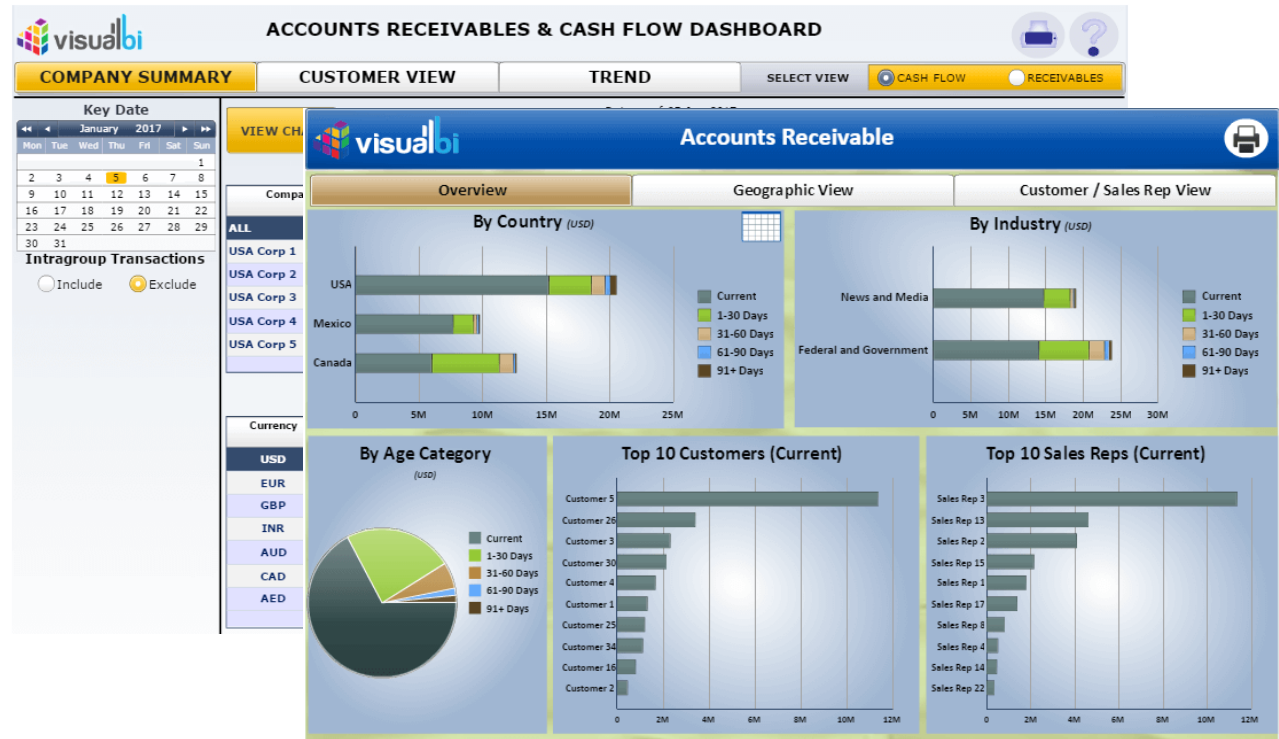 visualbi
ACCOUNTS RECEIVABLES & CASH FLOW DASHBOARD
?
COMPANY SUMMARY
CUSTOMER VIEW
TREND
SELECT VIEW
CASH FLOW
RECEIVABLES
Key Date
January 2017
Mon Tue Wed Thu Fri Sat Sun
1
2 3 4 5 6 7 8
9 10 11 12 13 14 15
16 17 18 19 20 21 22
23 24 25 26 27 28 29
30 31
Intragroup Transactions
Include Exclude
VIEW CH
Compa
ALL
USA Corp 1
USA Corp 2
USA Corp 3
USA Corp 4
USA Corp 5
Currency
USD
EUR
GBP
INR
AUD
CAD
AED
visualbi
Accounts Receivable
Overview
Geographic View
Customer / Sales Rep View
By Country (USD)
USA
Mexico
Canada
0 5M 10M 15M 20M 25M
Current
1-30 Days
31-60 Days
61-90 Days
91+ Days
By Industry (USD)
News and Media
Federal and Government
0 5M 10M 15M 20M 25M 30M
Current
1-30 Days
31-60 Days
61-90 Days
91+ Days
By Age Category
(USD)
Current
1-30 Days
31-60 Days
61-90 Days
91+ Days
Top 10 Customers (Current)
Customer 5
Customer 26
Customer 3
Customer 30
Customer 4
Customer 1
Customer 25
Customer 34
Customer 16
Customer 2
0 2M 4M 6M 8M 10M 12M
Top 10 Sales Reps (Current)
Sales Rep 3
Sales Rep 13
Sales Rep 2
Sales Rep 15
Sales Rep 1
Sales Rep 17
Sales Rep 8
Sales Rep 4
Sales Rep 14
Sales Rep 22
0 2M 4M 6M 8M 10M 12M